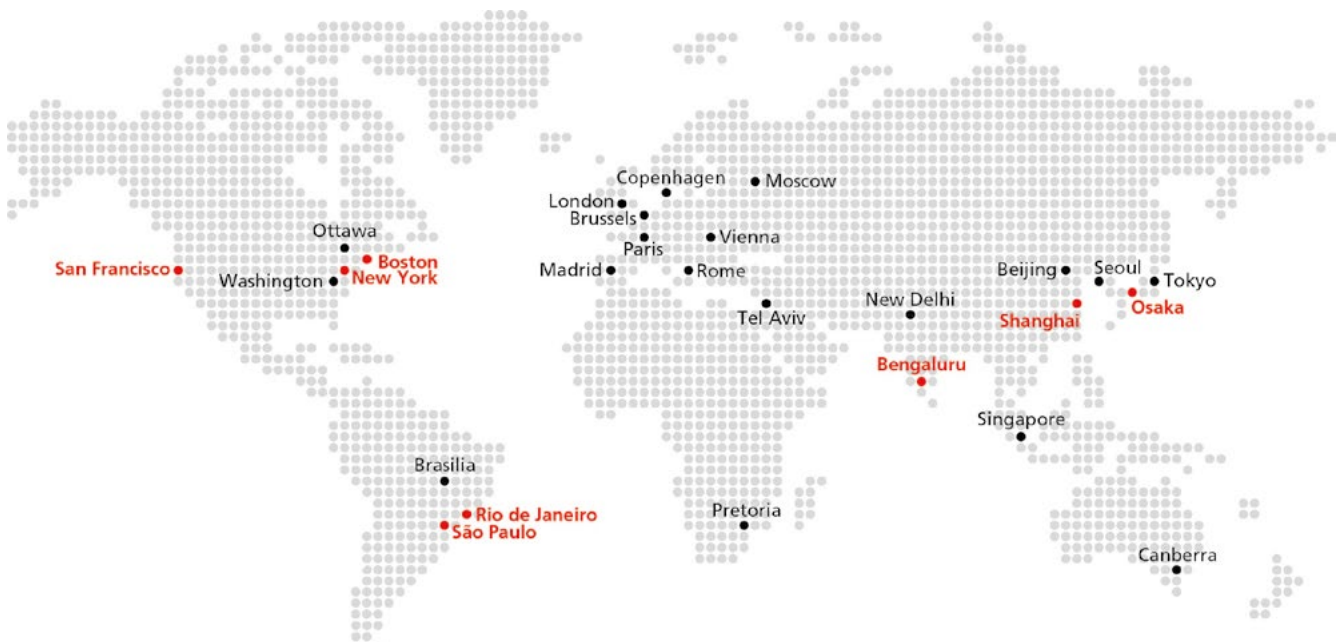 Copenhagen
Moscow
London
Brussels
Ottawa
Paris
Vienna
Boston
San Francisco
New York
Washington
Madrid
Rome
Beijing
Seoul
Tokyo
New Delhi
Tel Aviv
Shanghai
Osaka
Bengaluru
Singapore
Brasilia
Rio de Janeiro
São Paulo
Pretoria
Canberra